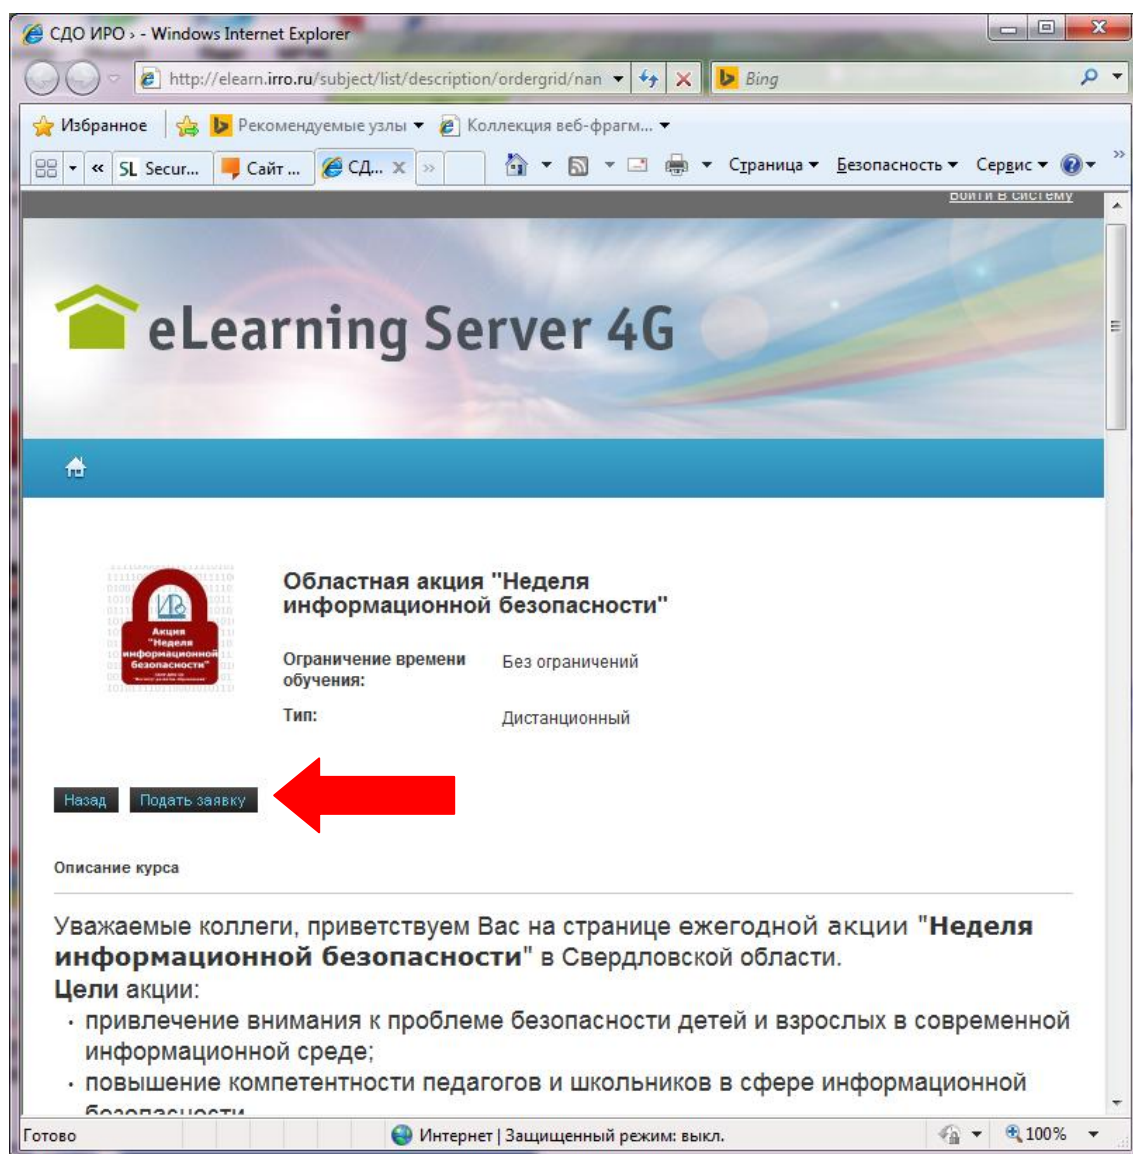 СДО ИРО › - Windows Internet Explorer
http://elearn.irro.ru/subject/list/description/ordergrid/nan
Bing
Избранное Рекомендуемые узлы Коллекция веб-фрагм...
SL Secur... Сайт ... СД... Страница Безопасность Сервис
Войти в систему
eLearning Server 4G
ИРО
Акция
"Неделя
информационной
безопасности"
Областная акция "Неделя
информационной безопасности"
Ограничение времени
обучения:
Без ограничений
Тип:
Дистанционный
Назад Подать заявку
Описание курса
Уважаемые коллеги, приветствуем Вас на странице ежегодной акции "Неделя
информационной безопасности" в Свердловской области.
Цели акции:
· привлечение внимания к проблеме безопасности детей и взрослых в современной
информационной среде;
· повышение компетентности педагогов и школьников в сфере информационной
безопасности
Готово Интернет | Защищенный режим: выкл. 100%